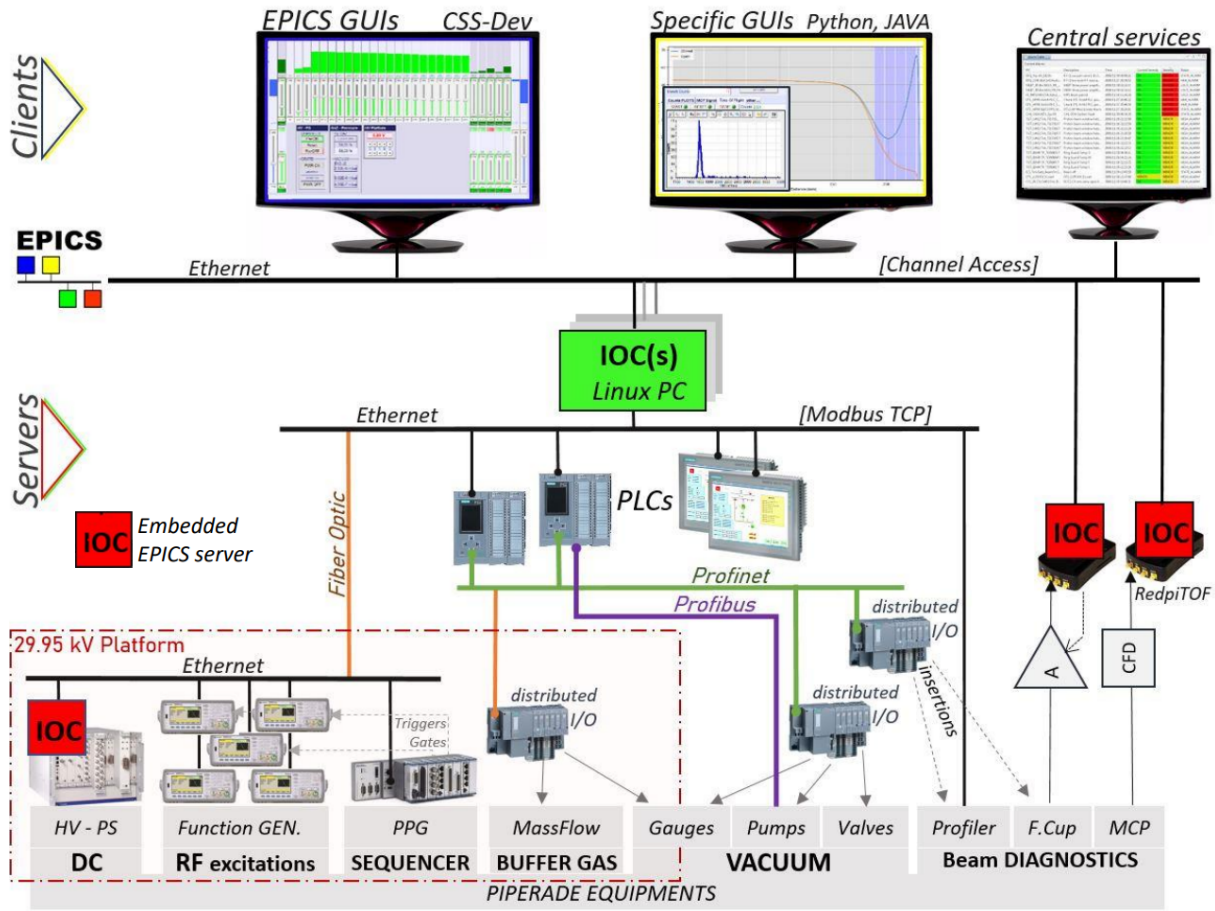 EPICS GUIs CSS-Dev
Specific GUIs Python, JAVA
Central services
Clients
EPICS
Ethernet
[Channel Access]
IOC(s)
Linux PC
Servers
Ethernet
[Modbus TCP]
Fiber Optic
PLCs
IOC
Embedded
EPICS server
IOC
IOC
RedpiTOF
Profinet
Profibus
distributed
I/O
29.95 kV Platform
Ethernet
IOC
Triggers
Gates
distributed
I/O
distributed
I/O
insertions
A
CFD
HV - PS
Function GEN.
PPG
MassFlow
Gauges
Pumps
Valves
Profiler
F.Cup
MCP
DC
RF excitations
SEQUENCER
BUFFER GAS
VACUUM
Beam DIAGNOSTICS
PIPERADE EQUIPMENTS